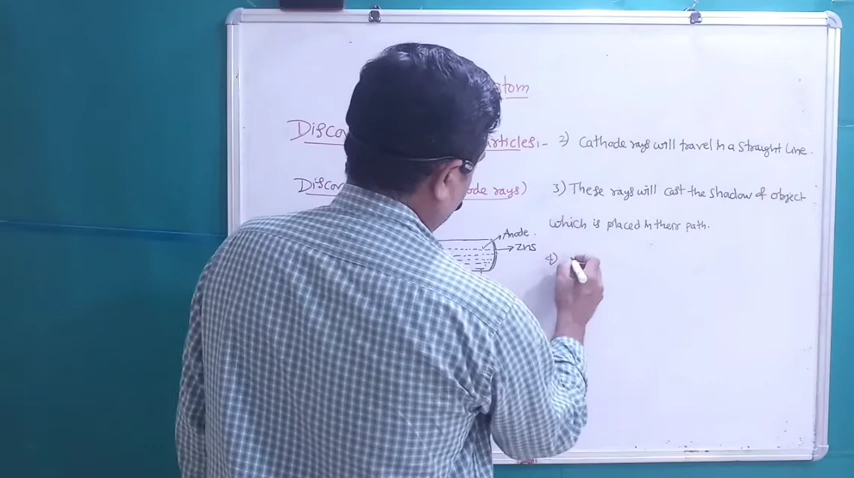 atom
Disco
articles:-
Disco
ode rays)
Anode
ZnS
2) Cathode rays will travel in a straight line.
3) These rays will cast the shadow of object
which is placed in their path.
4)